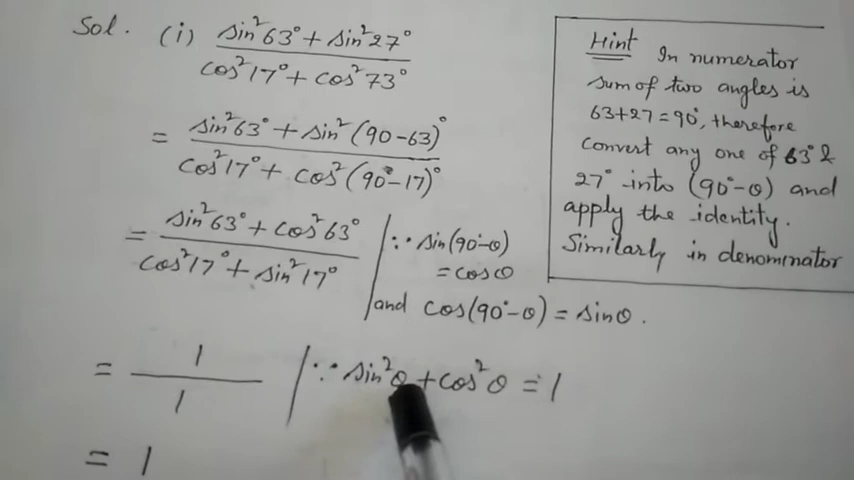 Sol. (i) sin²63° + sin²27°
cos²17° + cos²73°
= sin²63° + sin²(90-63)°
cos²17° + cos²(90°-17)°
= sin²63° + cos²63°
cos²17° + sin²17°
∵ sin(90°-θ)
= cosθ
and cos(90°-θ) = sinθ.
= 1
1
∵ sin²θ + cos²θ = 1
= 1
Hint In numerator
sum of two angles is
63+27=90°, therefore
convert any one of 63° &
27° into (90°-θ) and
apply the identity.
Similarly in denominator